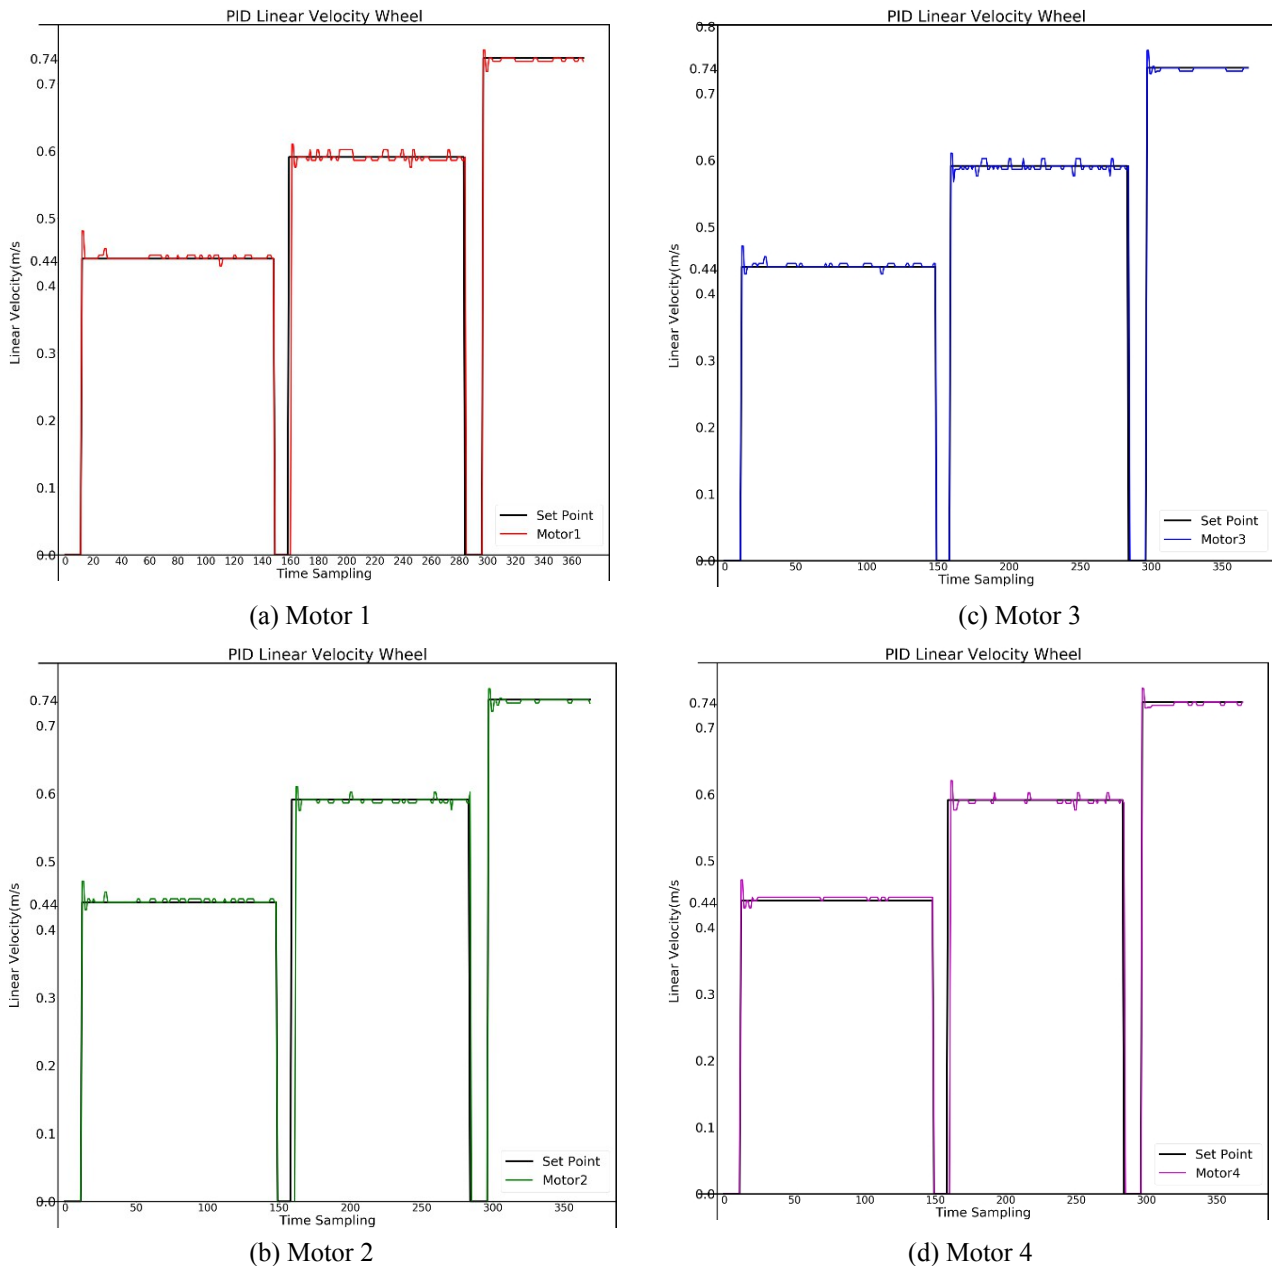 PID Linear Velocity Wheel
0.74
0.7
0.6
0.5
0.44
0.4
0.3
0.2
0.1
0.0
Linear Velocity(m/s
Set Point
Motor1
0 20 40 60 80 100 120 140 160 180 200 220 240 260 280 300 320 340 360
Time Sampling
(a) Motor 1
PID Linear Velocity Wheel
0.8
0.74
0.7
0.6
0.5
0.44
0.4
0.3
0.2
0.1
0.0
Linear Velocity(m/s
Set Point
Motor3
0 50 100 150 200 250 300 350
Time Sampling
(c) Motor 3
PID Linear Velocity Wheel
0.74
0.7
0.6
0.5
0.44
0.4
0.3
0.2
0.1
0.0
Linear Velocity(m/s
Set Point
Motor2
0 50 100 150 200 250 300 350
Time Sampling
(b) Motor 2
PID Linear Velocity Wheel
0.74
0.7
0.6
0.5
0.44
0.4
0.3
0.2
0.1
0.0
Linear Velocity(m/s
Set Point
Motor4
0 50 100 150 200 250 300 350
Time Sampling
(d) Motor 4